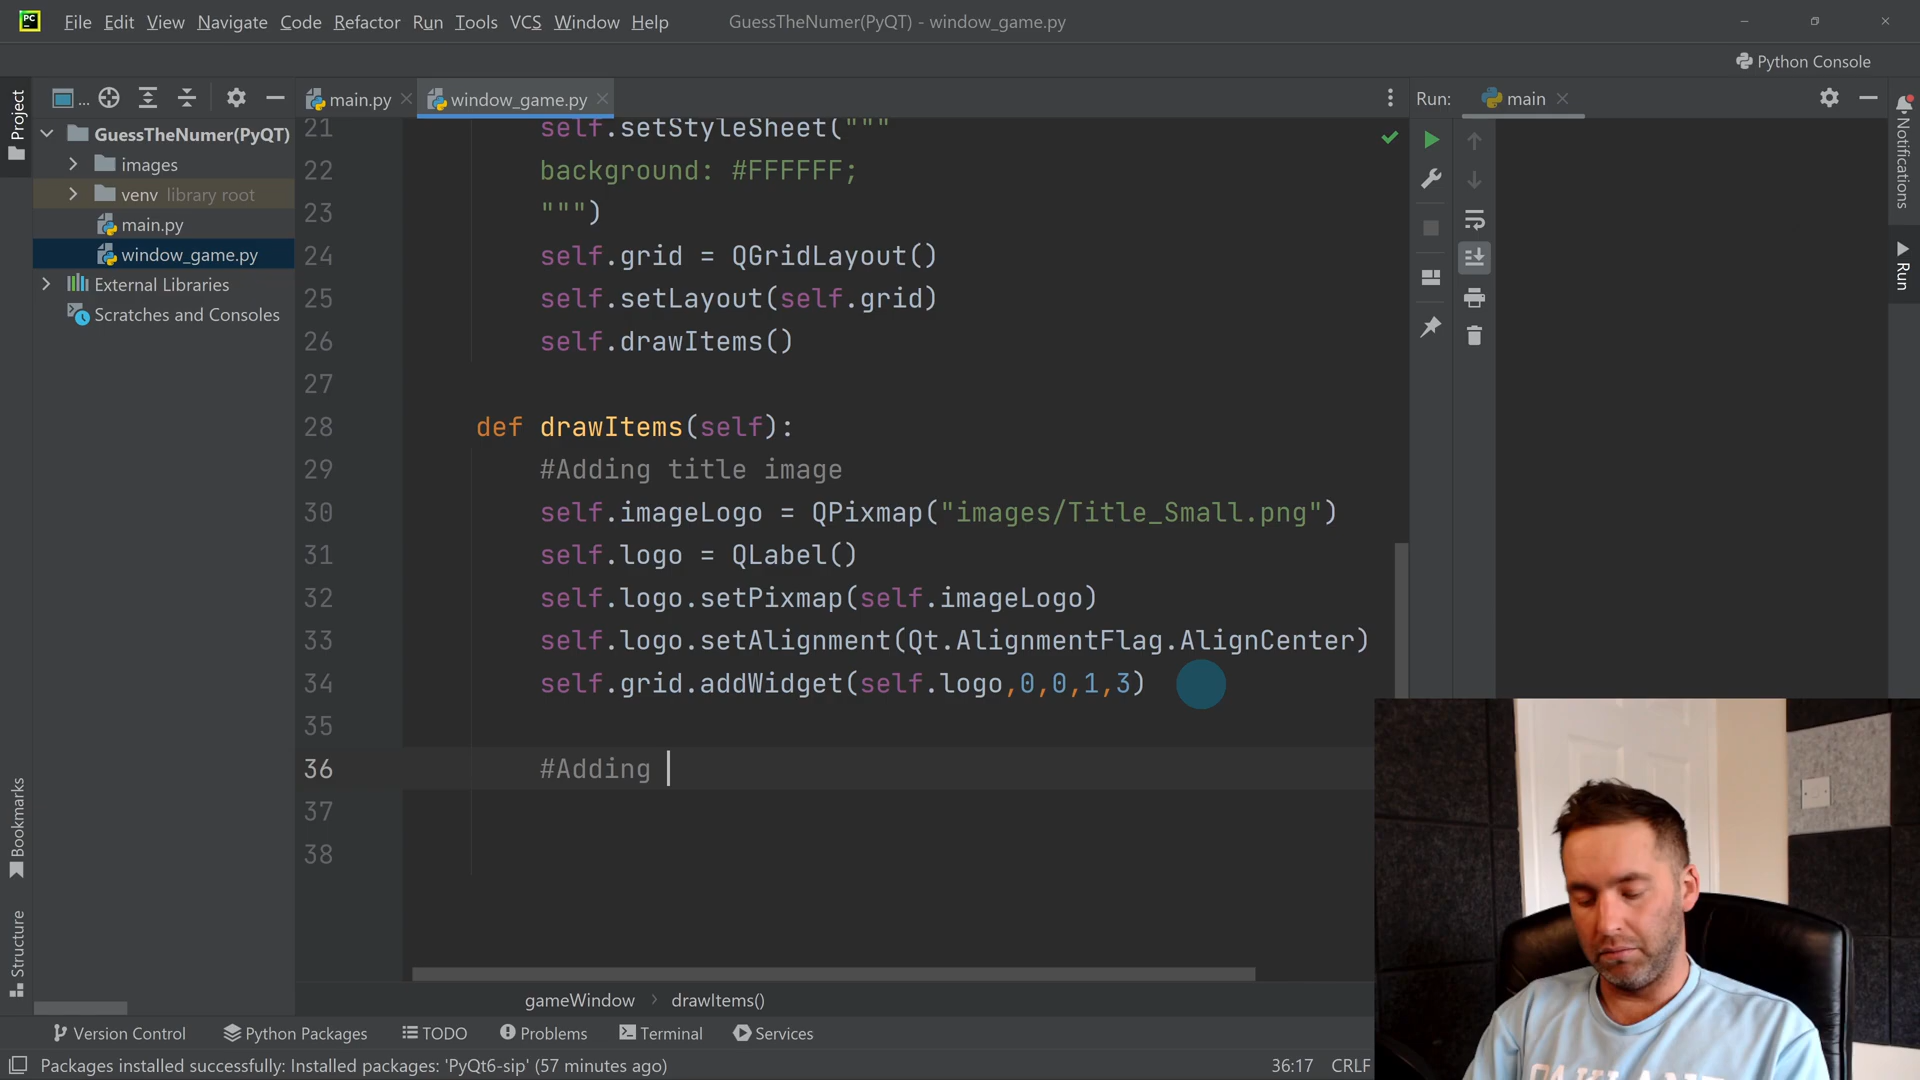 PC File Edit View Navigate Code Refactor Run Tools VCS Window Help GuessTheNumer(PyQT) - window_game.py
Python Console
Project
... main.py window_game.py Run: main
Notifications
Run
GuessTheNumer(PyQT)
images
venv library root
main.py
window_game.py
External Libraries
Scratches and Consoles
21 self.setStyleSheet("""
22 background: #FFFFFF;
23 """)
24 self.grid = QGridLayout()
25 self.setLayout(self.grid)
26 self.drawItems()
27
28 def drawItems(self):
29 #Adding title image
30 self.imageLogo = QPixmap("images/Title_Small.png")
31 self.logo = QLabel()
32 self.logo.setPixmap(self.imageLogo)
33 self.logo.setAlignment(Qt.AlignmentFlag.AlignCenter)
34 self.grid.addWidget(self.logo,0,0,1,3)
35
36 #Adding
37
38
Bookmarks
Structure
gameWindow > drawItems()
Version Control Python Packages TODO Problems Terminal Services
Packages installed successfully: Installed packages: 'PyQt6-sip' (57 minutes ago) 36:17 CRLF